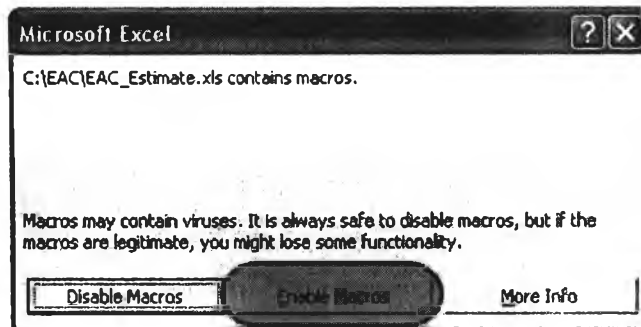 Microsoft Excel
C:\EAC\EAC_Estimate.xls contains macros.
Macros may contain viruses. It is always safe to disable macros, but if the
macros are legitimate, you might lose some functionality.
Disable Macros Enable Macros More Info